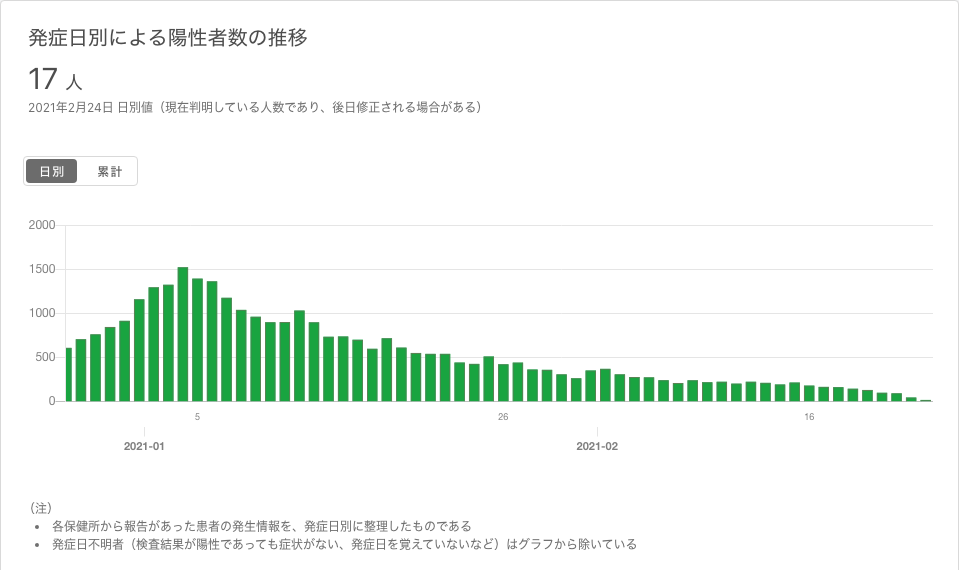 発症日別による陽性者数の推移
17 人
2021年2月24日 日別値（現在判明している人数であり、後日修正される場合がある）
日別 累計
2000
1500
1000
500
0
5 26 16
2021-01 2021-02
（注）
• 各保健所から報告があった患者の発生情報を、発症日別に整理したものである
• 発症日不明者（検査結果が陽性であっても症状がない、発症日を覚えていないなど）はグラフから除いている